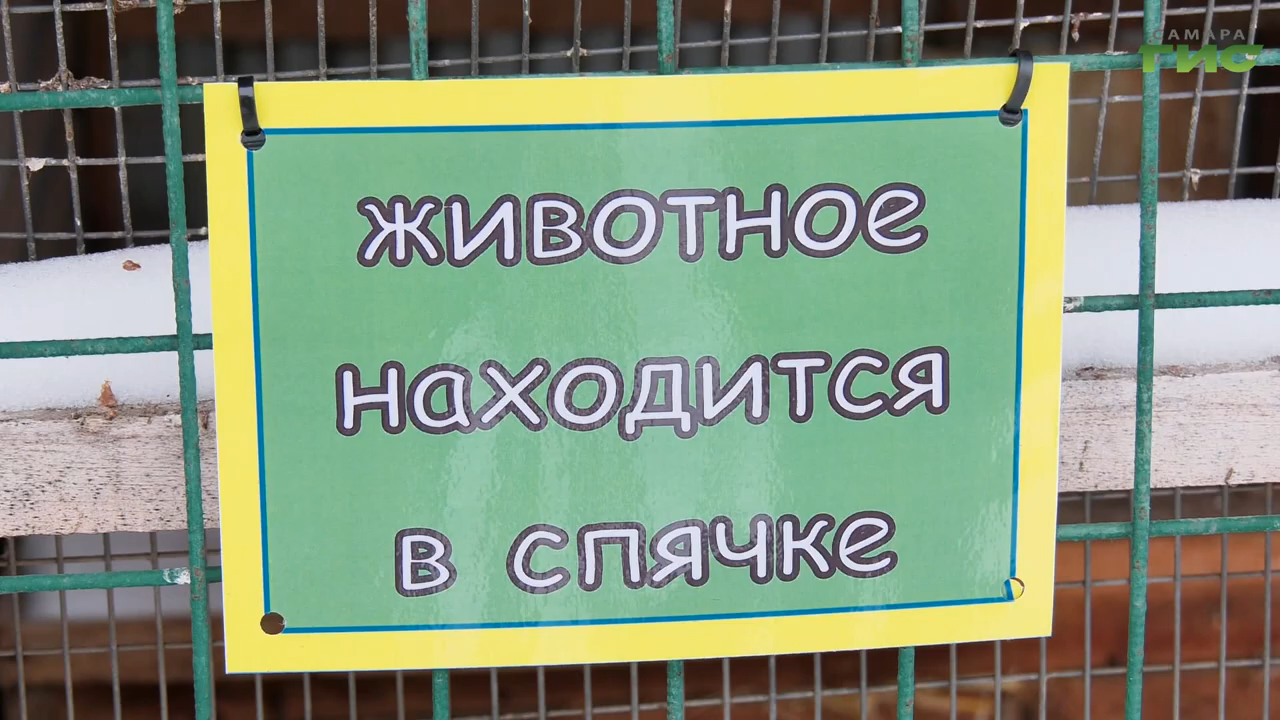 САМАРА
ГИС
животное
находится
в спячке